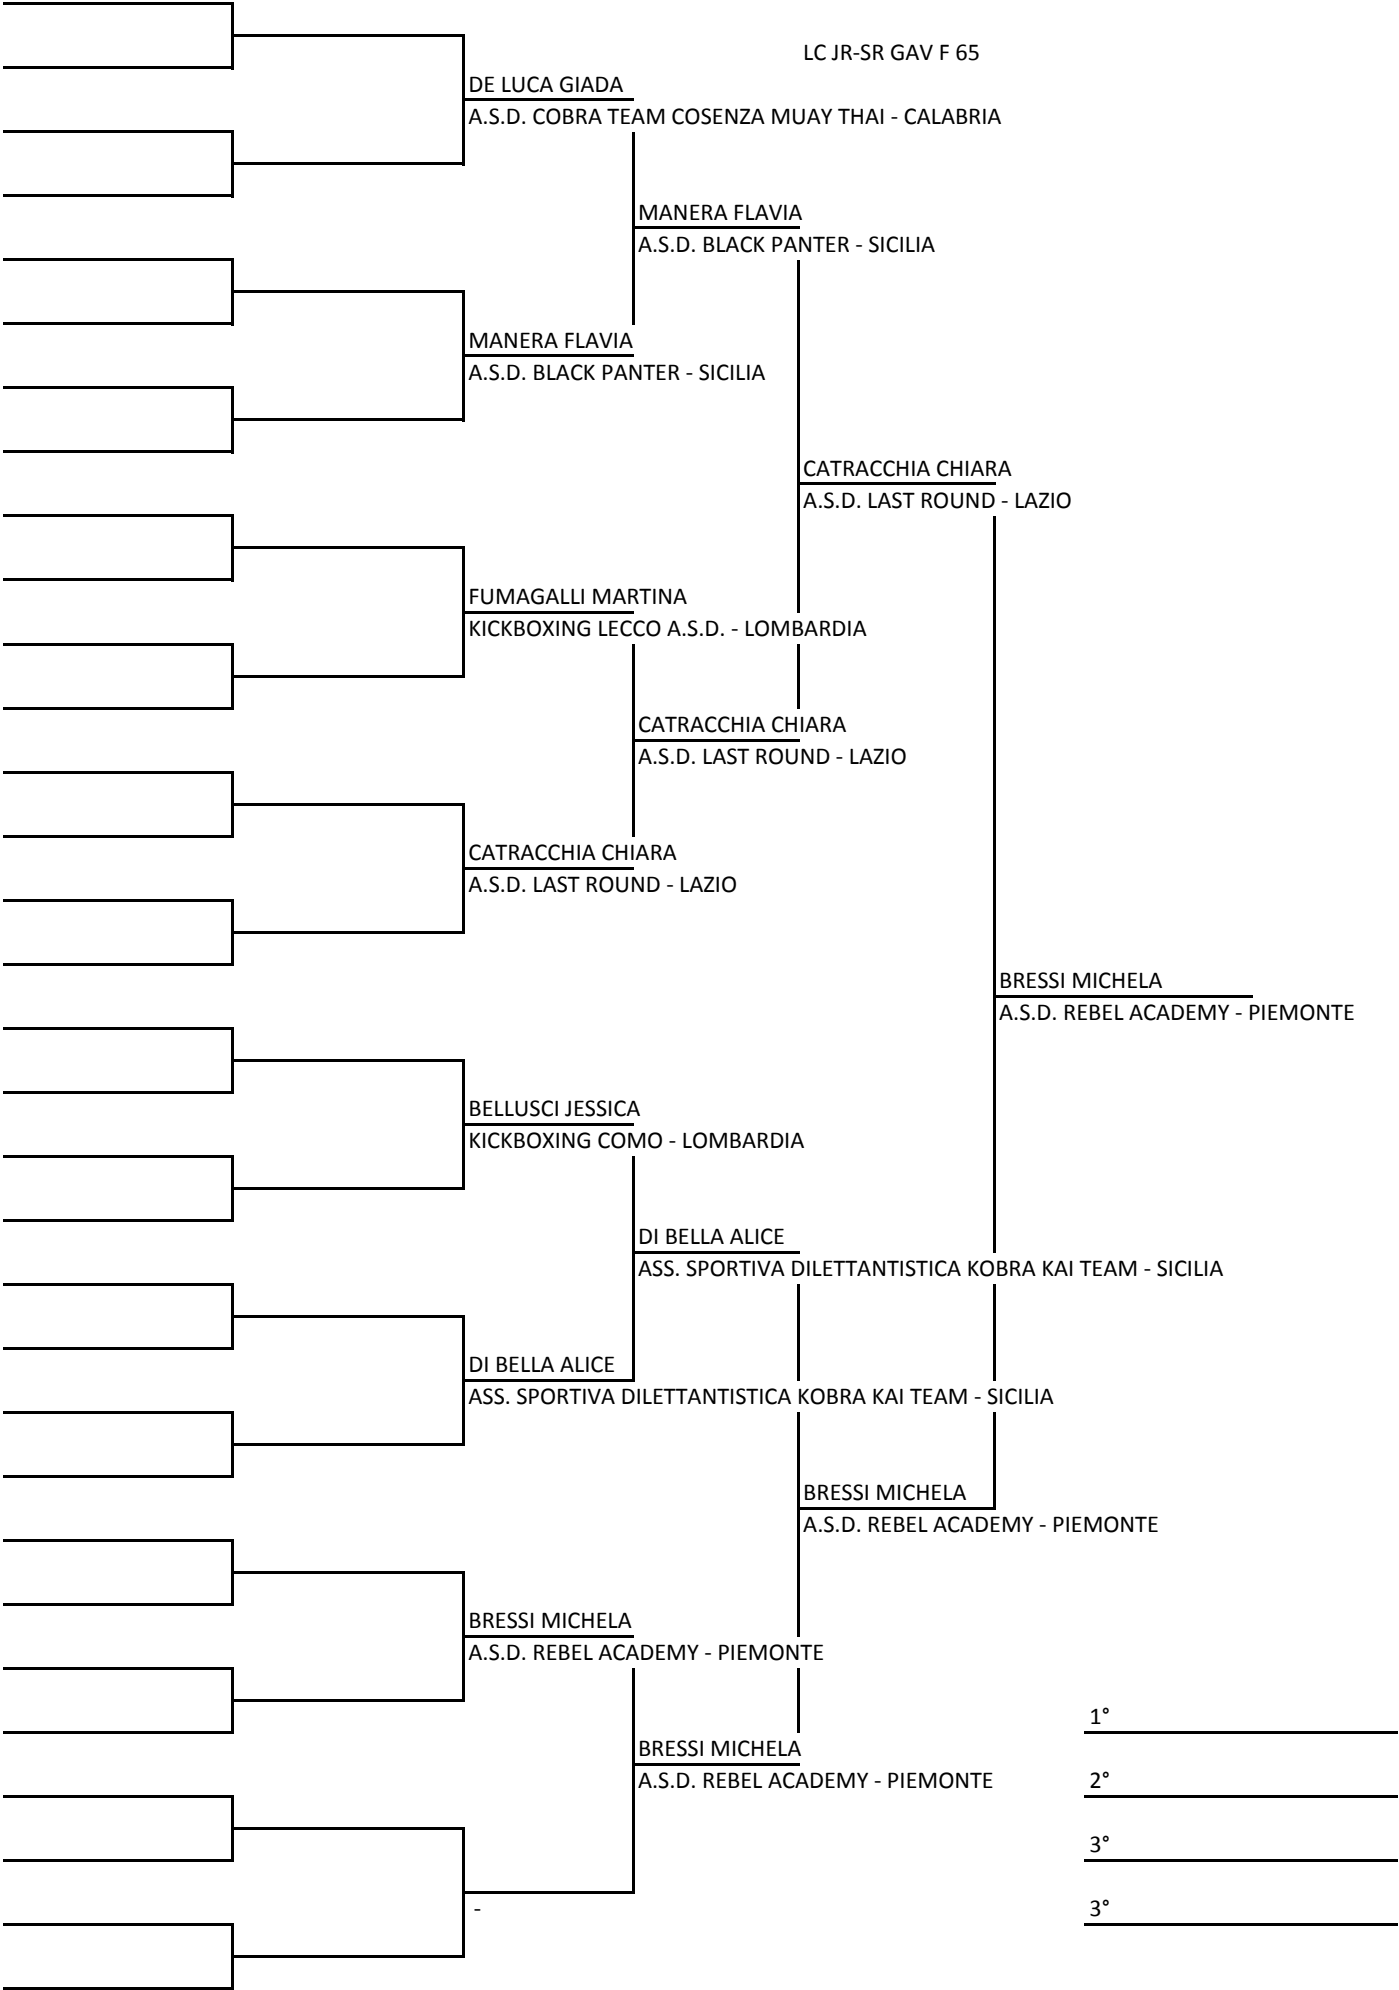 LC JR-SR GAV F 65
DE LUCA GIADA
A.S.D. COBRA TEAM COSENZA MUAY THAI - CALABRIA
MANERA FLAVIA
A.S.D. BLACK PANTER - SICILIA
MANERA FLAVIA
A.S.D. BLACK PANTER - SICILIA
CATRACCHIA CHIARA
A.S.D. LAST ROUND - LAZIO
FUMAGALLI MARTINA
KICKBOXING LECCO A.S.D. - LOMBARDIA
CATRACCHIA CHIARA
A.S.D. LAST ROUND - LAZIO
CATRACCHIA CHIARA
A.S.D. LAST ROUND - LAZIO
BRESSI MICHELA
A.S.D. REBEL ACADEMY - PIEMONTE
BELLUSCI JESSICA
KICKBOXING COMO - LOMBARDIA
DI BELLA ALICE
ASS. SPORTIVA DILETTANTISTICA KOBRA KAI TEAM - SICILIA
DI BELLA ALICE
ASS. SPORTIVA DILETTANTISTICA KOBRA KAI TEAM - SICILIA
BRESSI MICHELA
A.S.D. REBEL ACADEMY - PIEMONTE
BRESSI MICHELA
A.S.D. REBEL ACADEMY - PIEMONTE
1°
BRESSI MICHELA
A.S.D. REBEL ACADEMY - PIEMONTE
2°
3°
-
3°